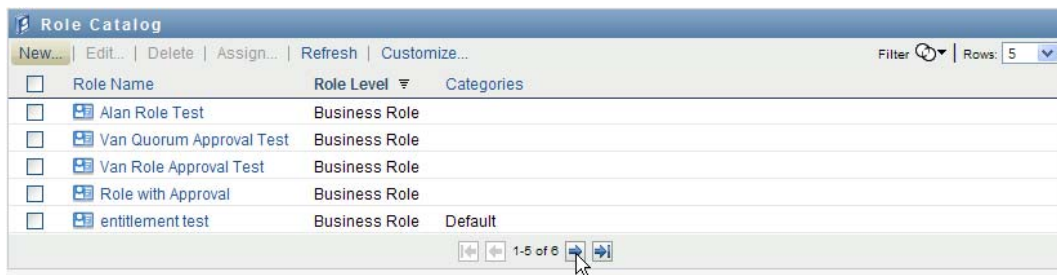 Role Catalog
New... | Edit... | Delete | Assign... | Refresh | Customize... Filter | Rows: 5
Role Name Role Level Categories
Alan Role Test Business Role
Van Quorum Approval Test Business Role
Van Role Approval Test Business Role
Role with Approval Business Role
entitlement test Business Role Default
1-5 of 6